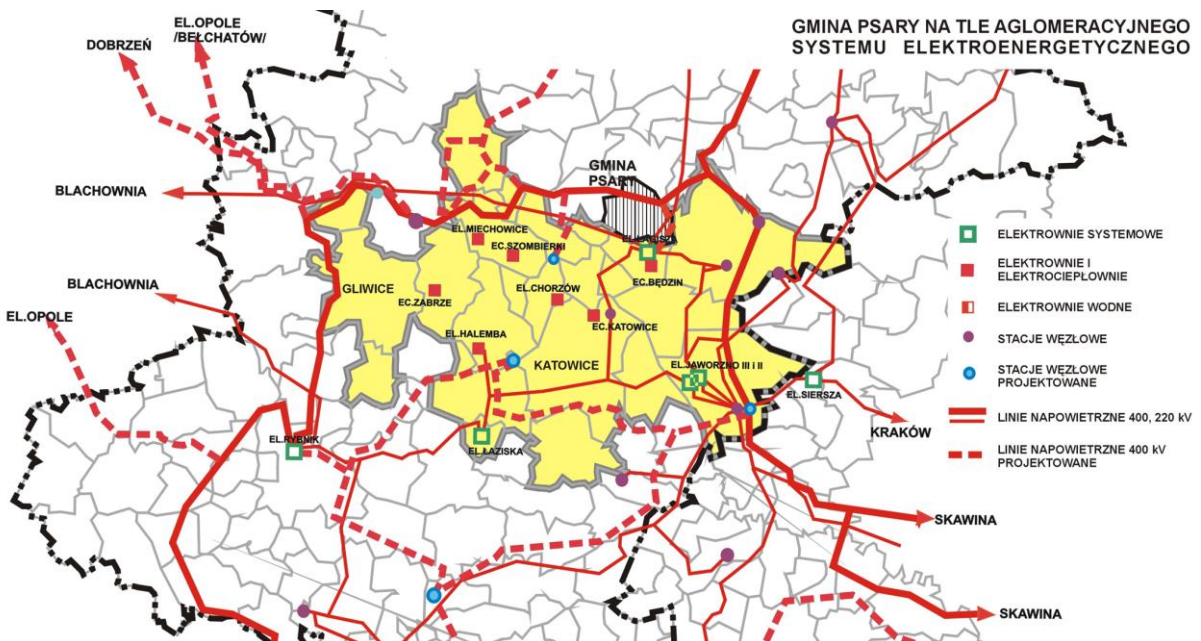 GMINA PSARY NA TLE AGLOMERACYJNEGO
SYSTEMU ELEKTROENERGETYCZNEGO
EL.OPOLE
/BEŁCHATÓW/
DOBRZEŃ
BLACHOWNIA
GMINA
PSARY
EL.MIECHOWICE
EC.SZOMBIERKI
EL.ŁAGISZA
BLACHOWNIA
GLIWICE
EC.ZABRZE
EL.CHORZÓW
EC.BĘDZIN
EL.OPOLE
EC.KATOWICE
EL.HALEMBA
KATOWICE
EL.JAWORZNO III i II
EL.SIERSZA
KRAKÓW
EL.RYBNIK
EL.ŁAZISKA
SKAWINA
SKAWINA
ELEKTROWNIE SYSTEMOWE
ELEKTROWNIE I
ELEKTROCIEPŁOWNIE
ELEKTROWNIE WODNE
STACJE WĘZŁOWE
STACJE WĘZŁOWE
PROJEKTOWANE
LINIE NAPOWIETRZNE 400, 220 kV
LINIE NAPOWIETRZNE 400 kV
PROJEKTOWANE